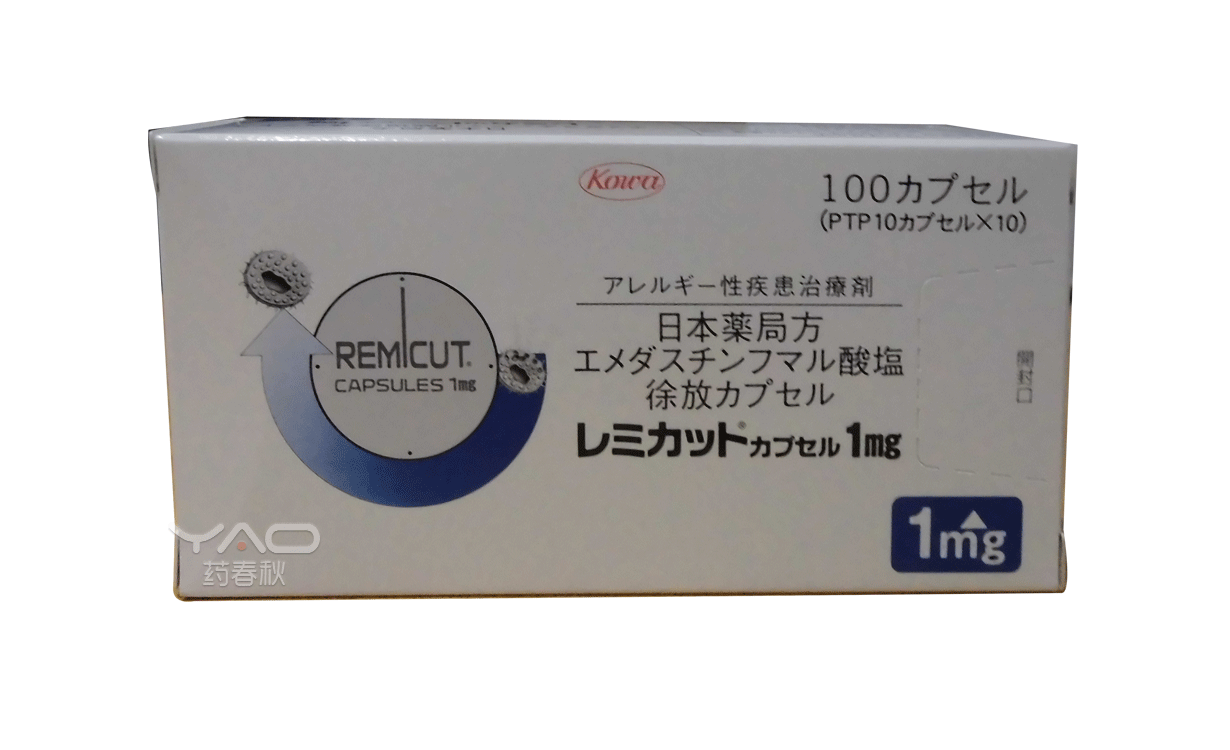 Kowa
100カプセル
(PTP10カプセル×10)
アレルギー性疾患治療剤
日本薬局方
エメダスチンフマル酸塩
徐放カプセル
レミカット®カプセル1mg
REMICUT®
CAPSULES 1mg
開封口
1mg
YAO
药春秋